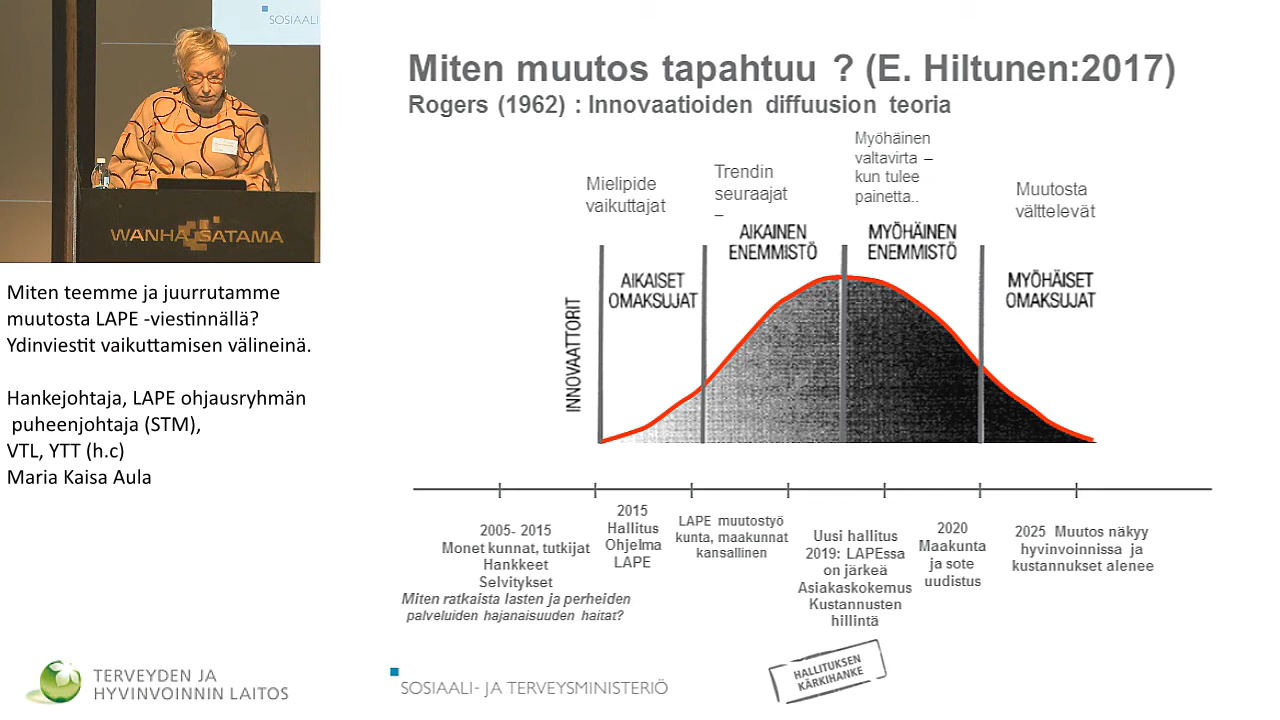 SOSIAALI
WANHA SATAMA
Miten teemme ja juurrutamme
muutosta LAPE -viestinnällä?
Ydinviestit vaikuttamisen välineinä.
Hankejohtaja, LAPE ohjausryhmän
puheenjohtaja (STM),
VTL, YTT (h.c)
Maria Kaisa Aula
TERVEYDEN JA
HYVINVOINNIN LAITOS
Miten muutos tapahtuu ? (E. Hiltunen:2017)
Rogers (1962) : Innovaatioiden diffuusion teoria
Mielipide
vaikuttajat
Trendin
seuraajat
–
Myöhäinen
valtavirta –
kun tulee
painetta..
Muutosta
välttelevät
INNOVAATTORIT
AIKAISET
OMAKSUJAT
AIKAINEN
ENEMMISTÖ
MYÖHÄINEN
ENEMMISTÖ
MYÖHÄISET
OMAKSUJAT
2005- 2015
Monet kunnat, tutkijat
Hankkeet
Selvitykset
Miten ratkaista lasten ja perheiden
palveluiden hajanaisuuden haitat?
2015
Hallitus
Ohjelma
LAPE
LAPE muutostyö
kunta, maakunnat
kansallinen
Uusi hallitus
2019: LAPEssa
on järkeä
Asiakaskokemus
Kustannusten
hillintä
2020
Maakunta
ja sote
uudistus
2025 Muutos näkyy
hyvinvoinnissa ja
kustannukset alenee
SOSIAALI- JA TERVEYSMINISTERIÖ
HALLITUKSEN
KÄRKIHANKE